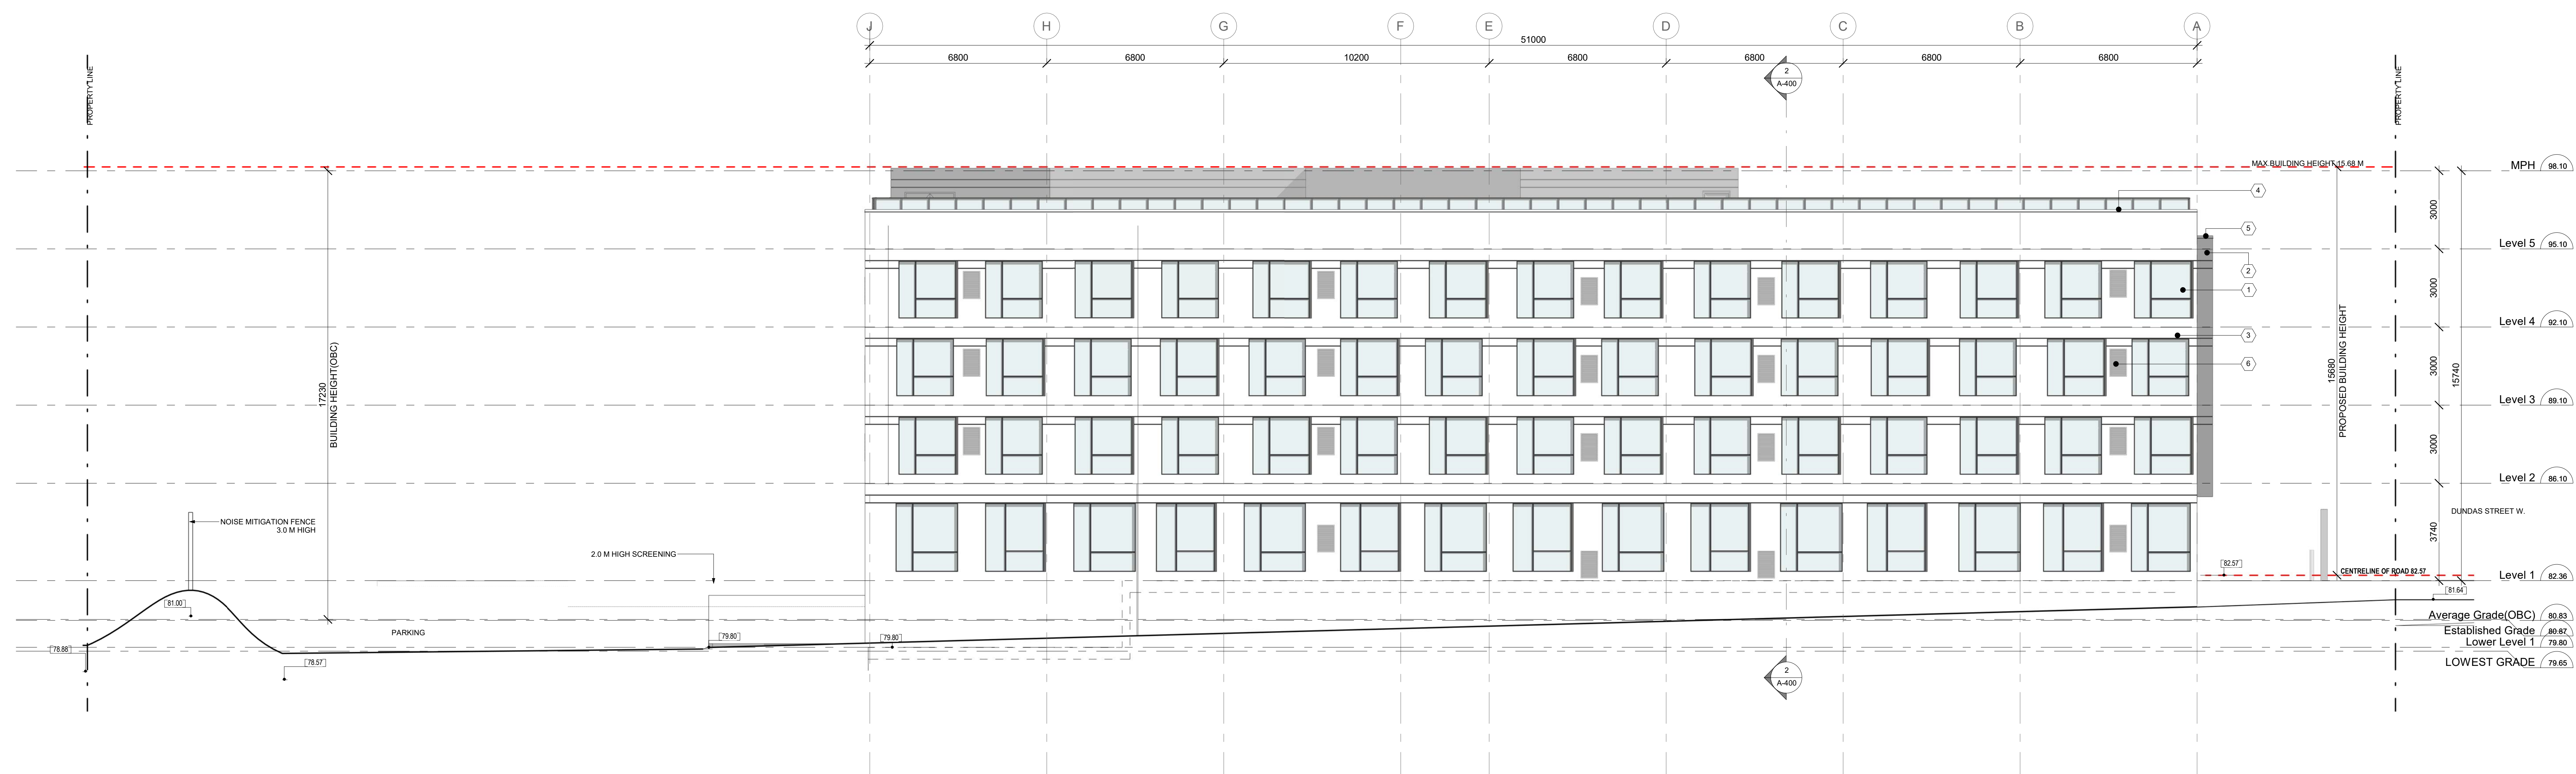 J H G F E D C B A
51000
6800 6800 10200 6800 6800 6800 6800
2
A-400
PROPERTY LINE
PROPERTY LINE
MAX.BUILDING HEIGHT 15.68 M
MPH 98.10
4
3000
5
Level 5 95.10
2
1
3000
Level 4 92.10
3
6
17230
BUILDING HEIGHT(OBC)
15680
PROPOSED BUILDING HEIGHT
3000
15740
Level 3 89.10
3000
Level 2 86.10
NOISE MITIGATION FENCE
3.0 M HIGH
DUNDAS STREET W.
3740
2.0 M HIGH SCREENING
82.57
CENTRELINE OF ROAD 82.57
Level 1 82.36
81.64
81.00
Average Grade(OBC) 80.83
PARKING
79.80
79.80
Established Grade 80.67
Lower Level 1 79.80
78.88
78.57
LOWEST GRADE 79.65
2
A-400